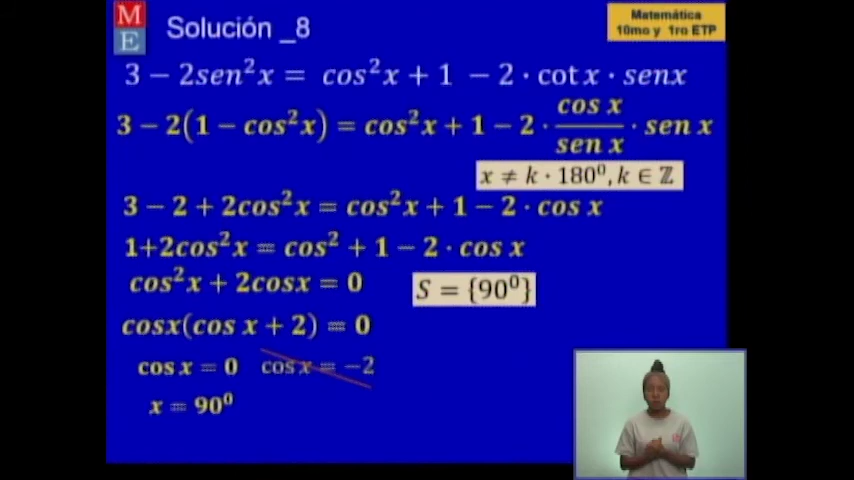 M
E
Solución _8
Matemática
10mo y 1ro ETP
3 − 2sen²x = cos²x + 1 − 2 · cot x · senx
3 − 2(1 − cos²x) = cos²x + 1 − 2 · cos x / sen x · sen x
x ≠ k · 180⁰, k ∈ ℤ
3 − 2 + 2cos²x = cos²x + 1 − 2 · cos x
1+2cos²x = cos² + 1 − 2 · cos x
cos²x + 2cosx = 0
S = {90⁰}
cosx(cos x + 2) = 0
cos x = 0 cos x = −2
x = 90⁰